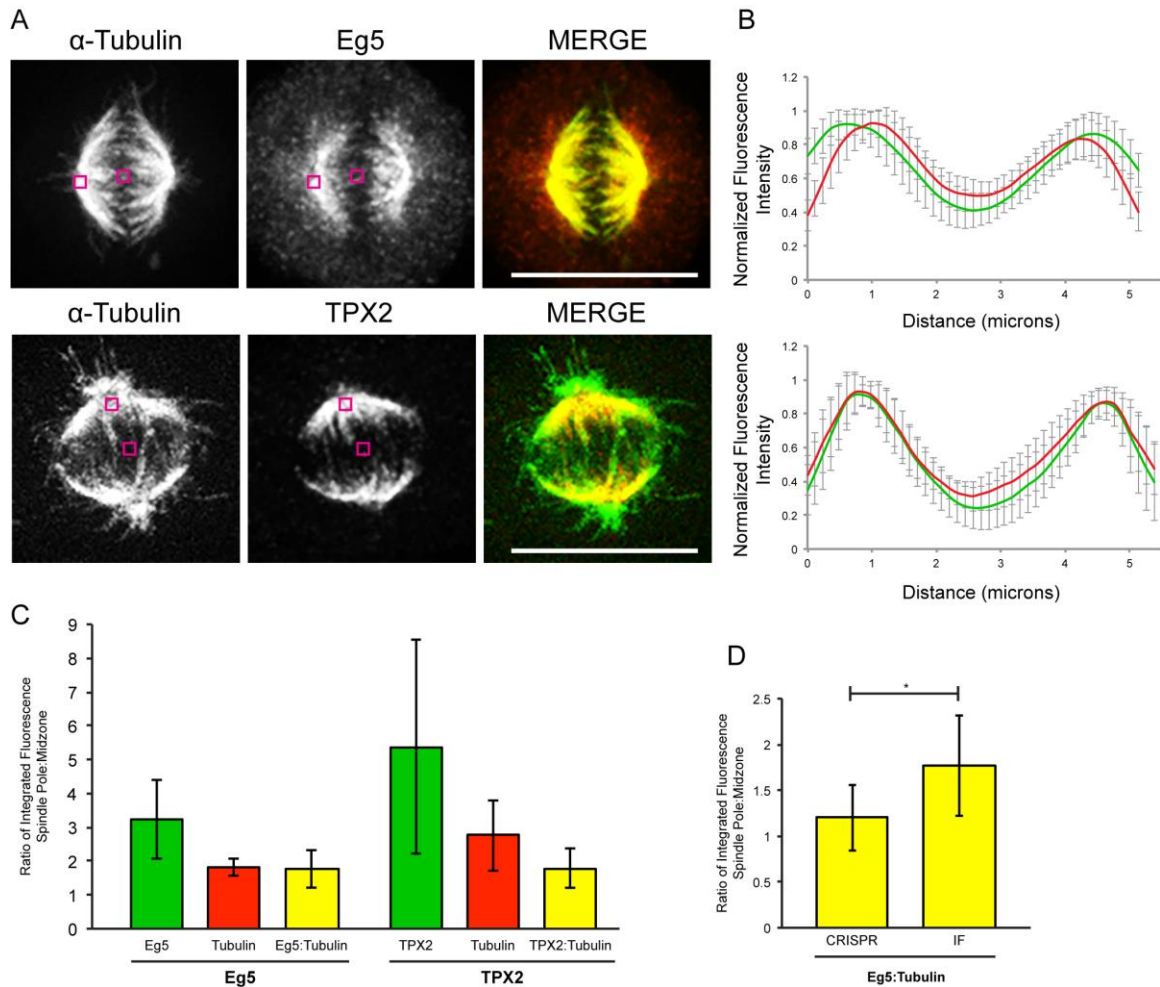 A
α-Tubulin
Eg5
MERGE
α-Tubulin
TPX2
MERGE
B
Normalized Fluorescence
Intensity
1.2
1
0.8
0.6
0.4
0.2
0
0
1
2
3
4
5
Distance (microns)
Normalized Fluorescence
Intensity
1.2
1
0.8
0.6
0.4
0.2
0
0
1
2
3
4
5
Distance (microns)
C
Ratio of Integrated Fluorescence
Spindle Pole:Midzone
9
8
7
6
5
4
3
2
1
0
Eg5
Tubulin
Eg5:Tubulin
TPX2
Tubulin
TPX2:Tubulin
Eg5
TPX2
D
Ratio of Integrated Fluorescence
Spindle Pole:Midzone
2.5
2
1.5
1
0.5
0
*
CRISPR
IF
Eg5:Tubulin